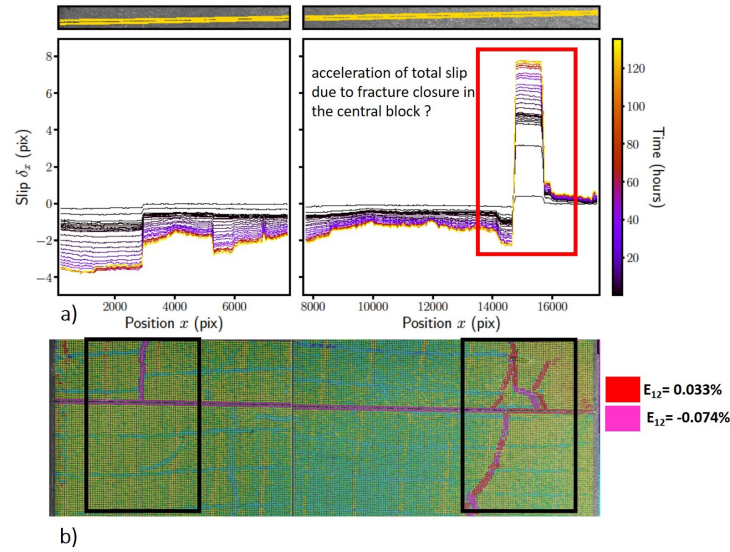 acceleration of total slip
due to fracture closure in
the central block ?
Slip δx (pix)
8
6
4
2
0
−2
−4
2000
4000
6000
Position x (pix)
8000
10000
12000
14000
16000
Position x (pix)
120
100
80
60
40
20
Time (hours)
a)
E12= 0.033%
E12= -0.074%
b)